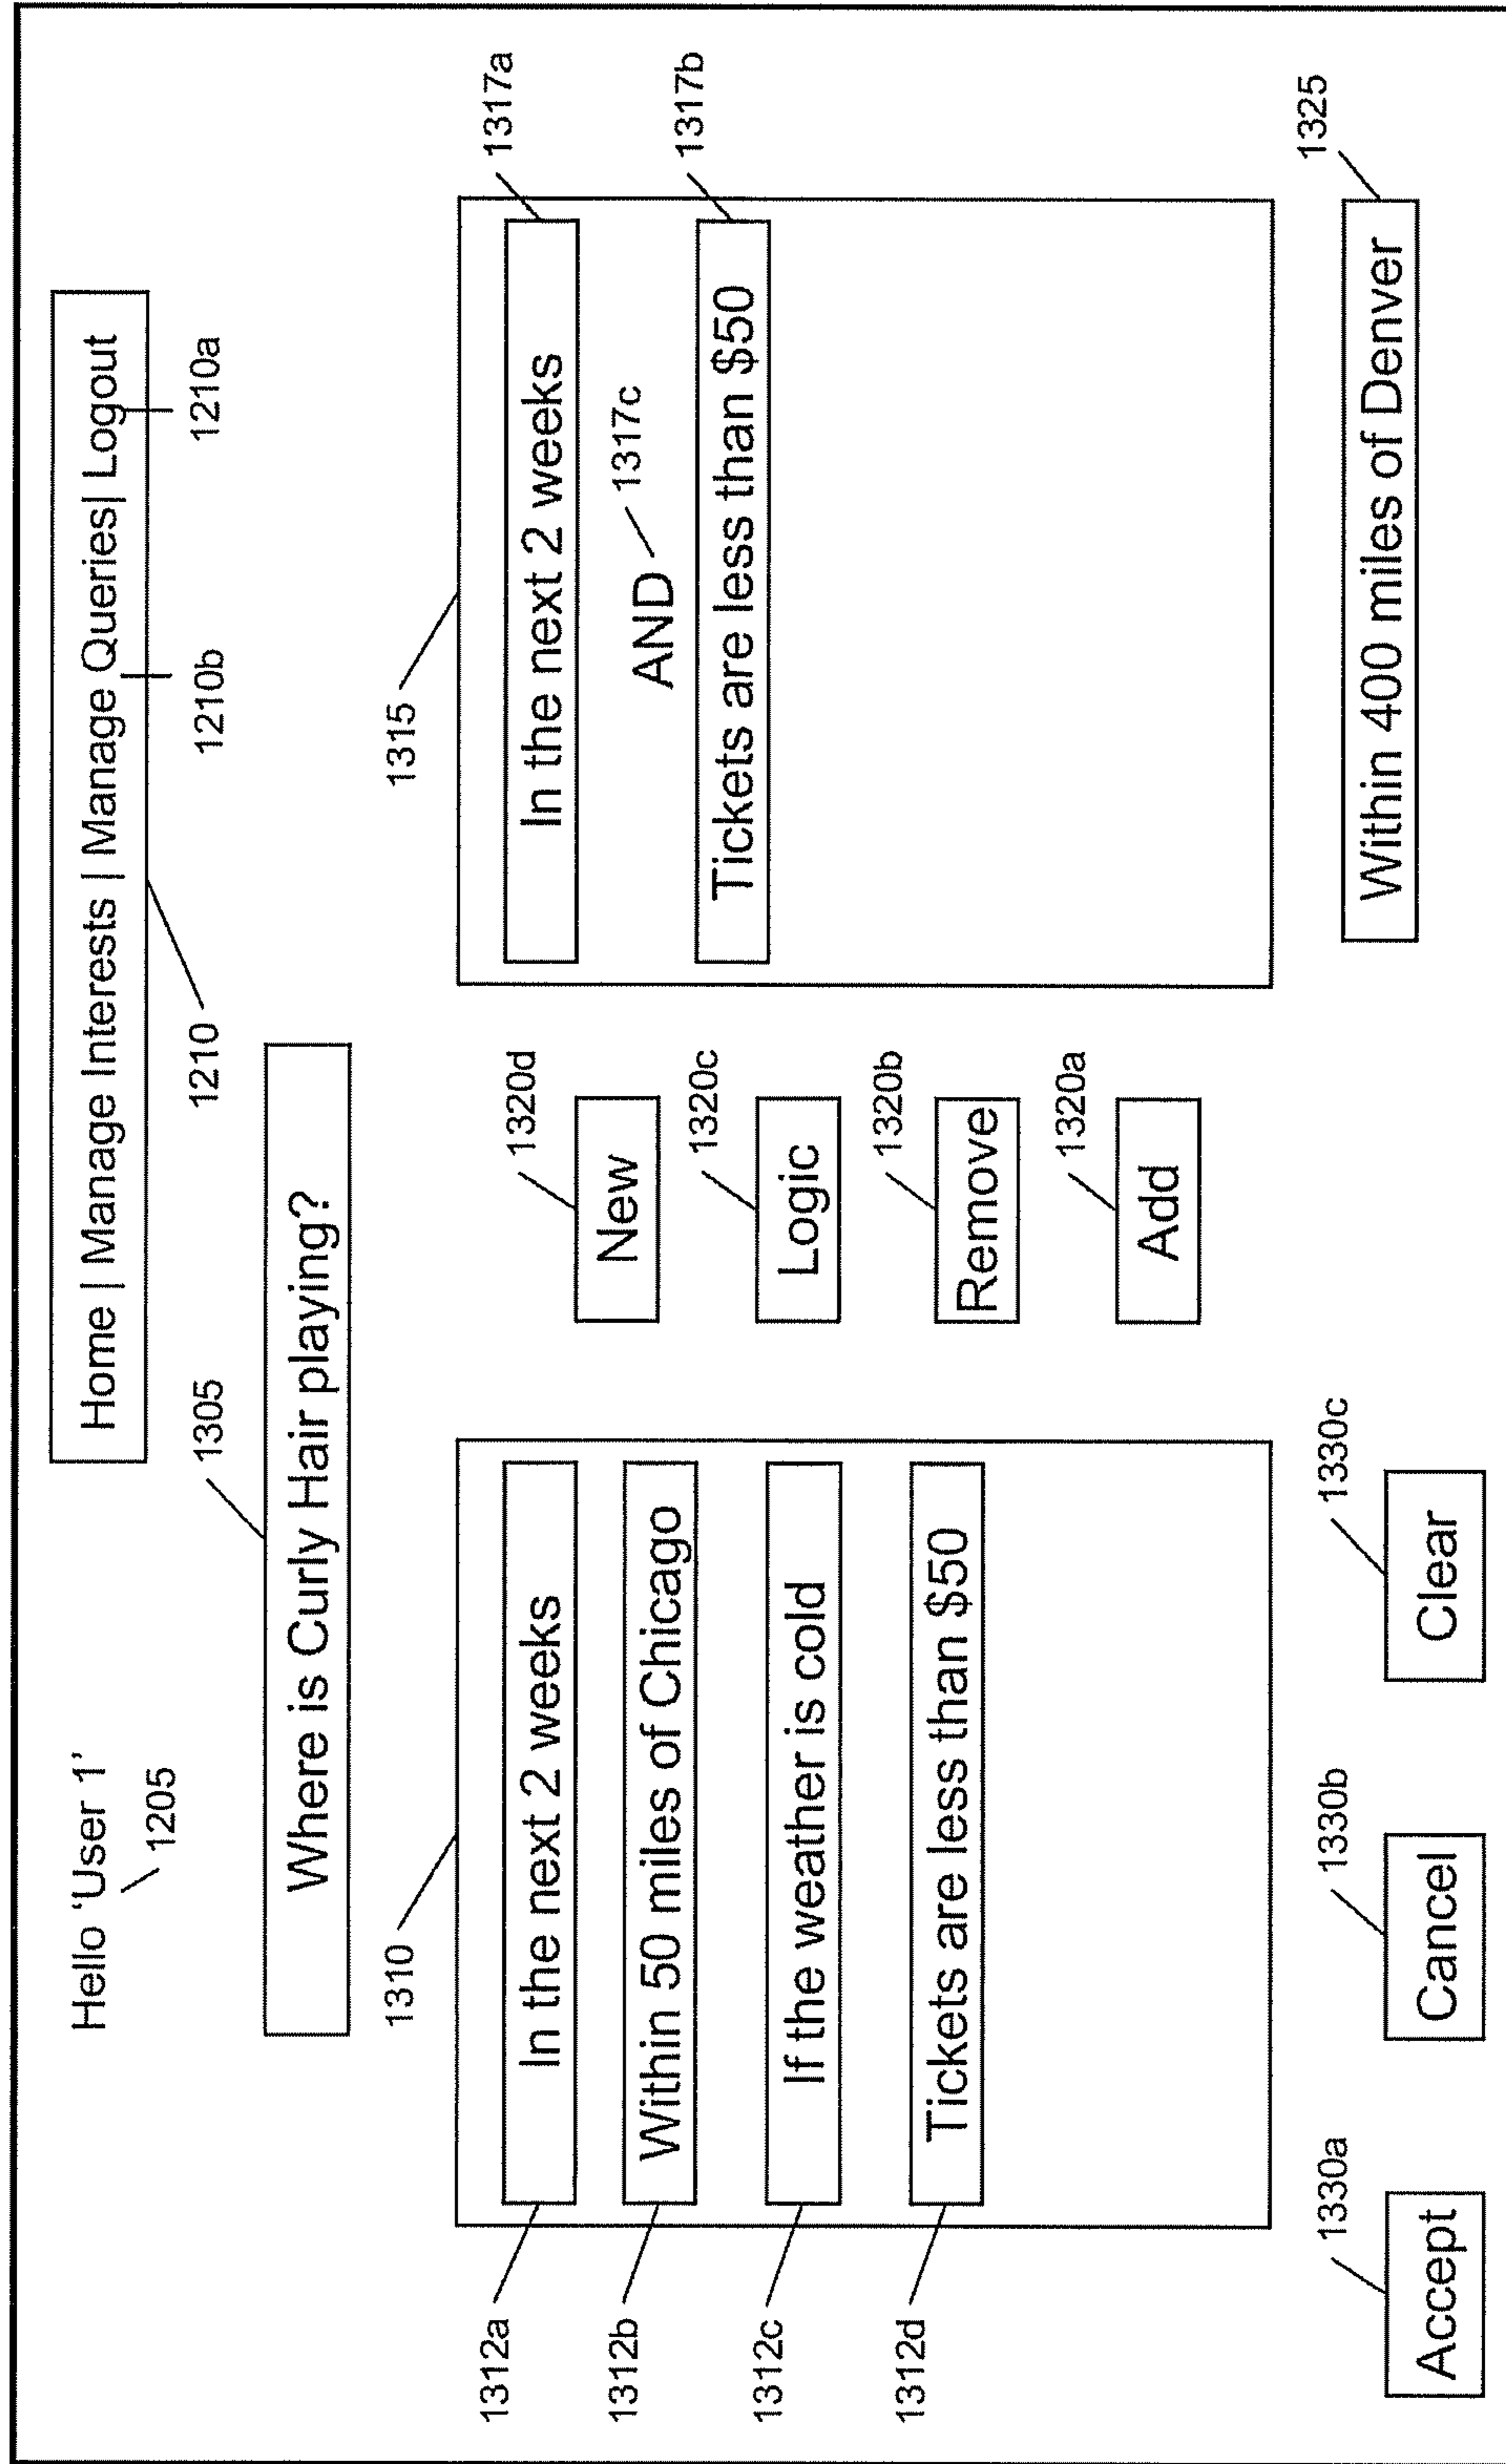 Hello ‘User 1’
1205
Home | Manage Interests | Manage Queries| Logout
1210
1210b
1210a
1305
Where is Curly Hair playing?
1310
1312a
In the next 2 weeks
1312b
Within 50 miles of Chicago
1312c
If the weather is cold
1312d
Tickets are less than $50
1320d
New
1320c
Logic
1320b
Remove
1320a
Add
1315
In the next 2 weeks
1317a
AND
1317c
Tickets are less than $50
1317b
1325
Within 400 miles of Denver
1330a
Accept
1330b
Cancel
1330c
Clear